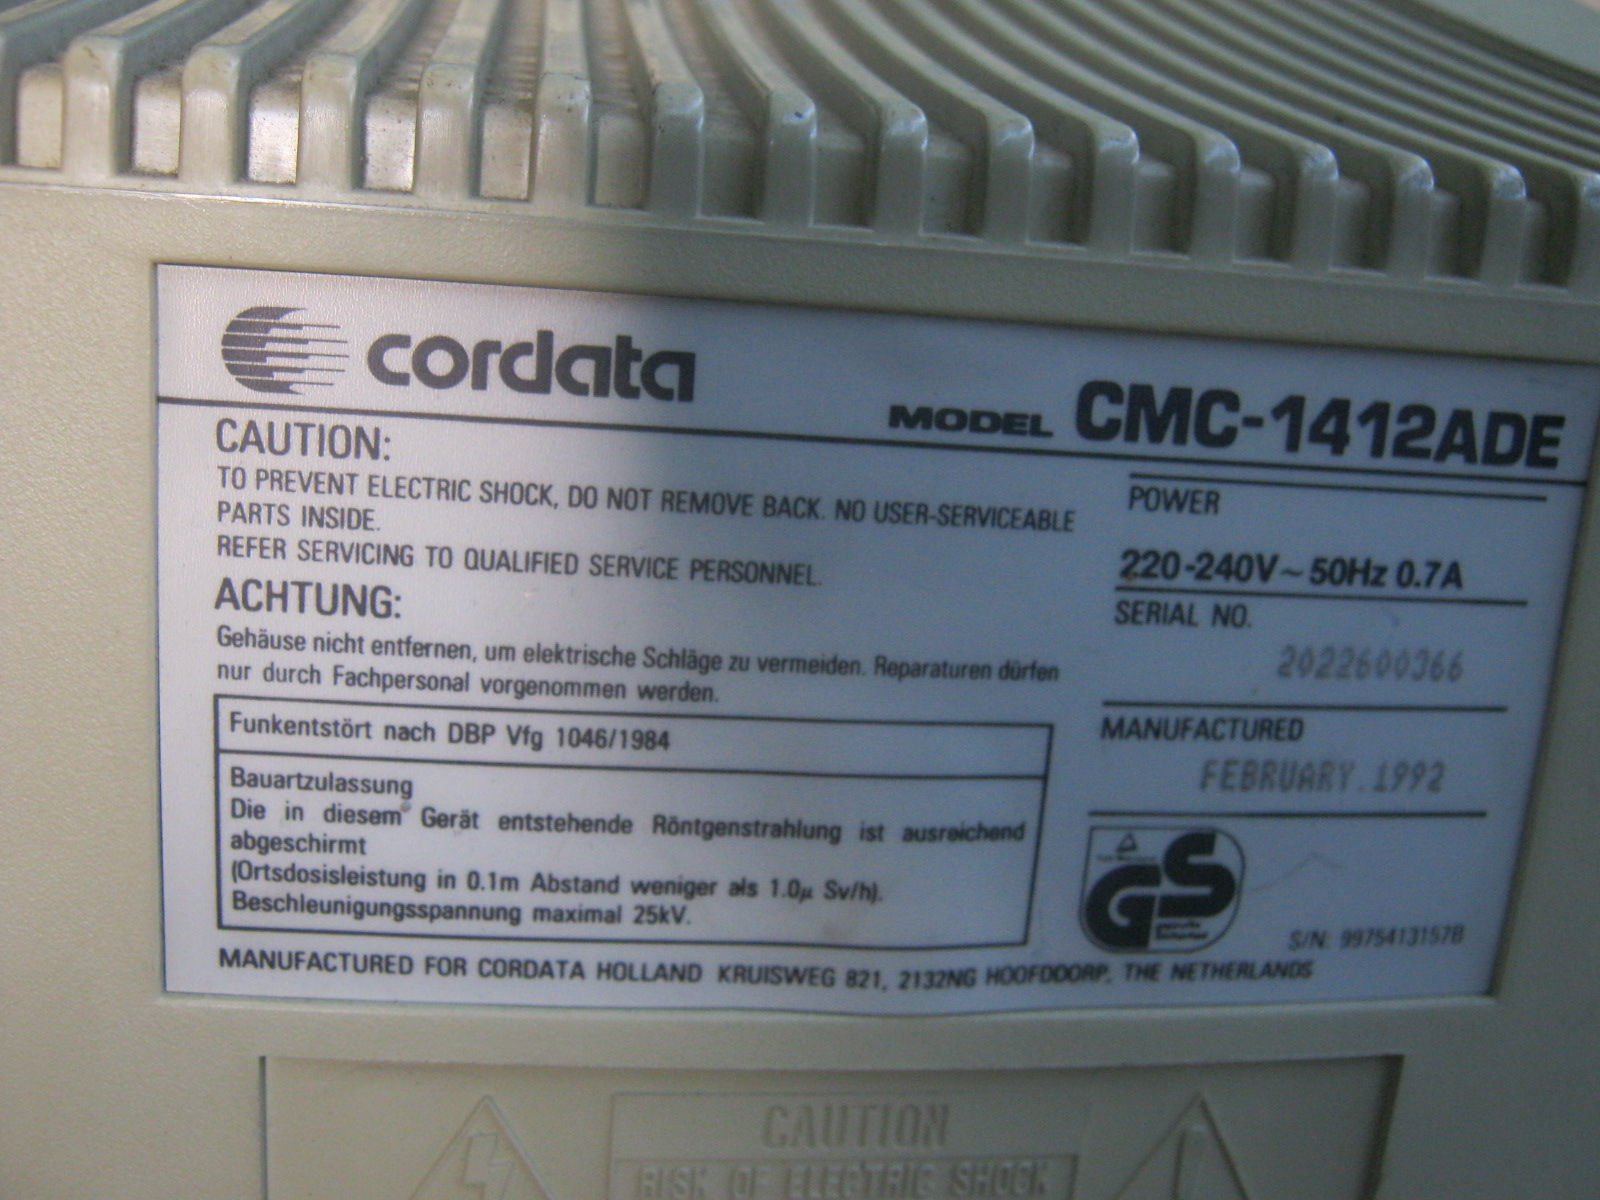 cordata
MODEL CMC-1412ADE
CAUTION:
TO PREVENT ELECTRIC SHOCK, DO NOT REMOVE BACK. NO USER-SERVICEABLE
PARTS INSIDE.
REFER SERVICING TO QUALIFIED SERVICE PERSONNEL.
ACHTUNG:
Gehäuse nicht entfernen, um elektrische Schläge zu vermeiden. Reparaturen dürfen
nur durch Fachpersonal vorgenommen werden.
Funkentstört nach DBP Vfg 1046/1984
Bauartzulassung
Die in diesem Gerät entstehende Röntgenstrahlung ist ausreichend
abgeschirmt
(Ortsdosisleistung in 0.1m Abstand weniger als 1.0µ Sv/h).
Beschleunigungsspannung maximal 25kV.
POWER
220-240V~50Hz 0.7A
SERIAL NO.
2022600366
MANUFACTURED
FEBRUARY.1992
GS
geprüfte
Sicherheit
S/N: 9975413157B
MANUFACTURED FOR CORDATA HOLLAND KRUISWEG 821, 2132NG HOOFDDORP, THE NETHERLANDS
CAUTION
RISK OF ELECTRIC SHOCK